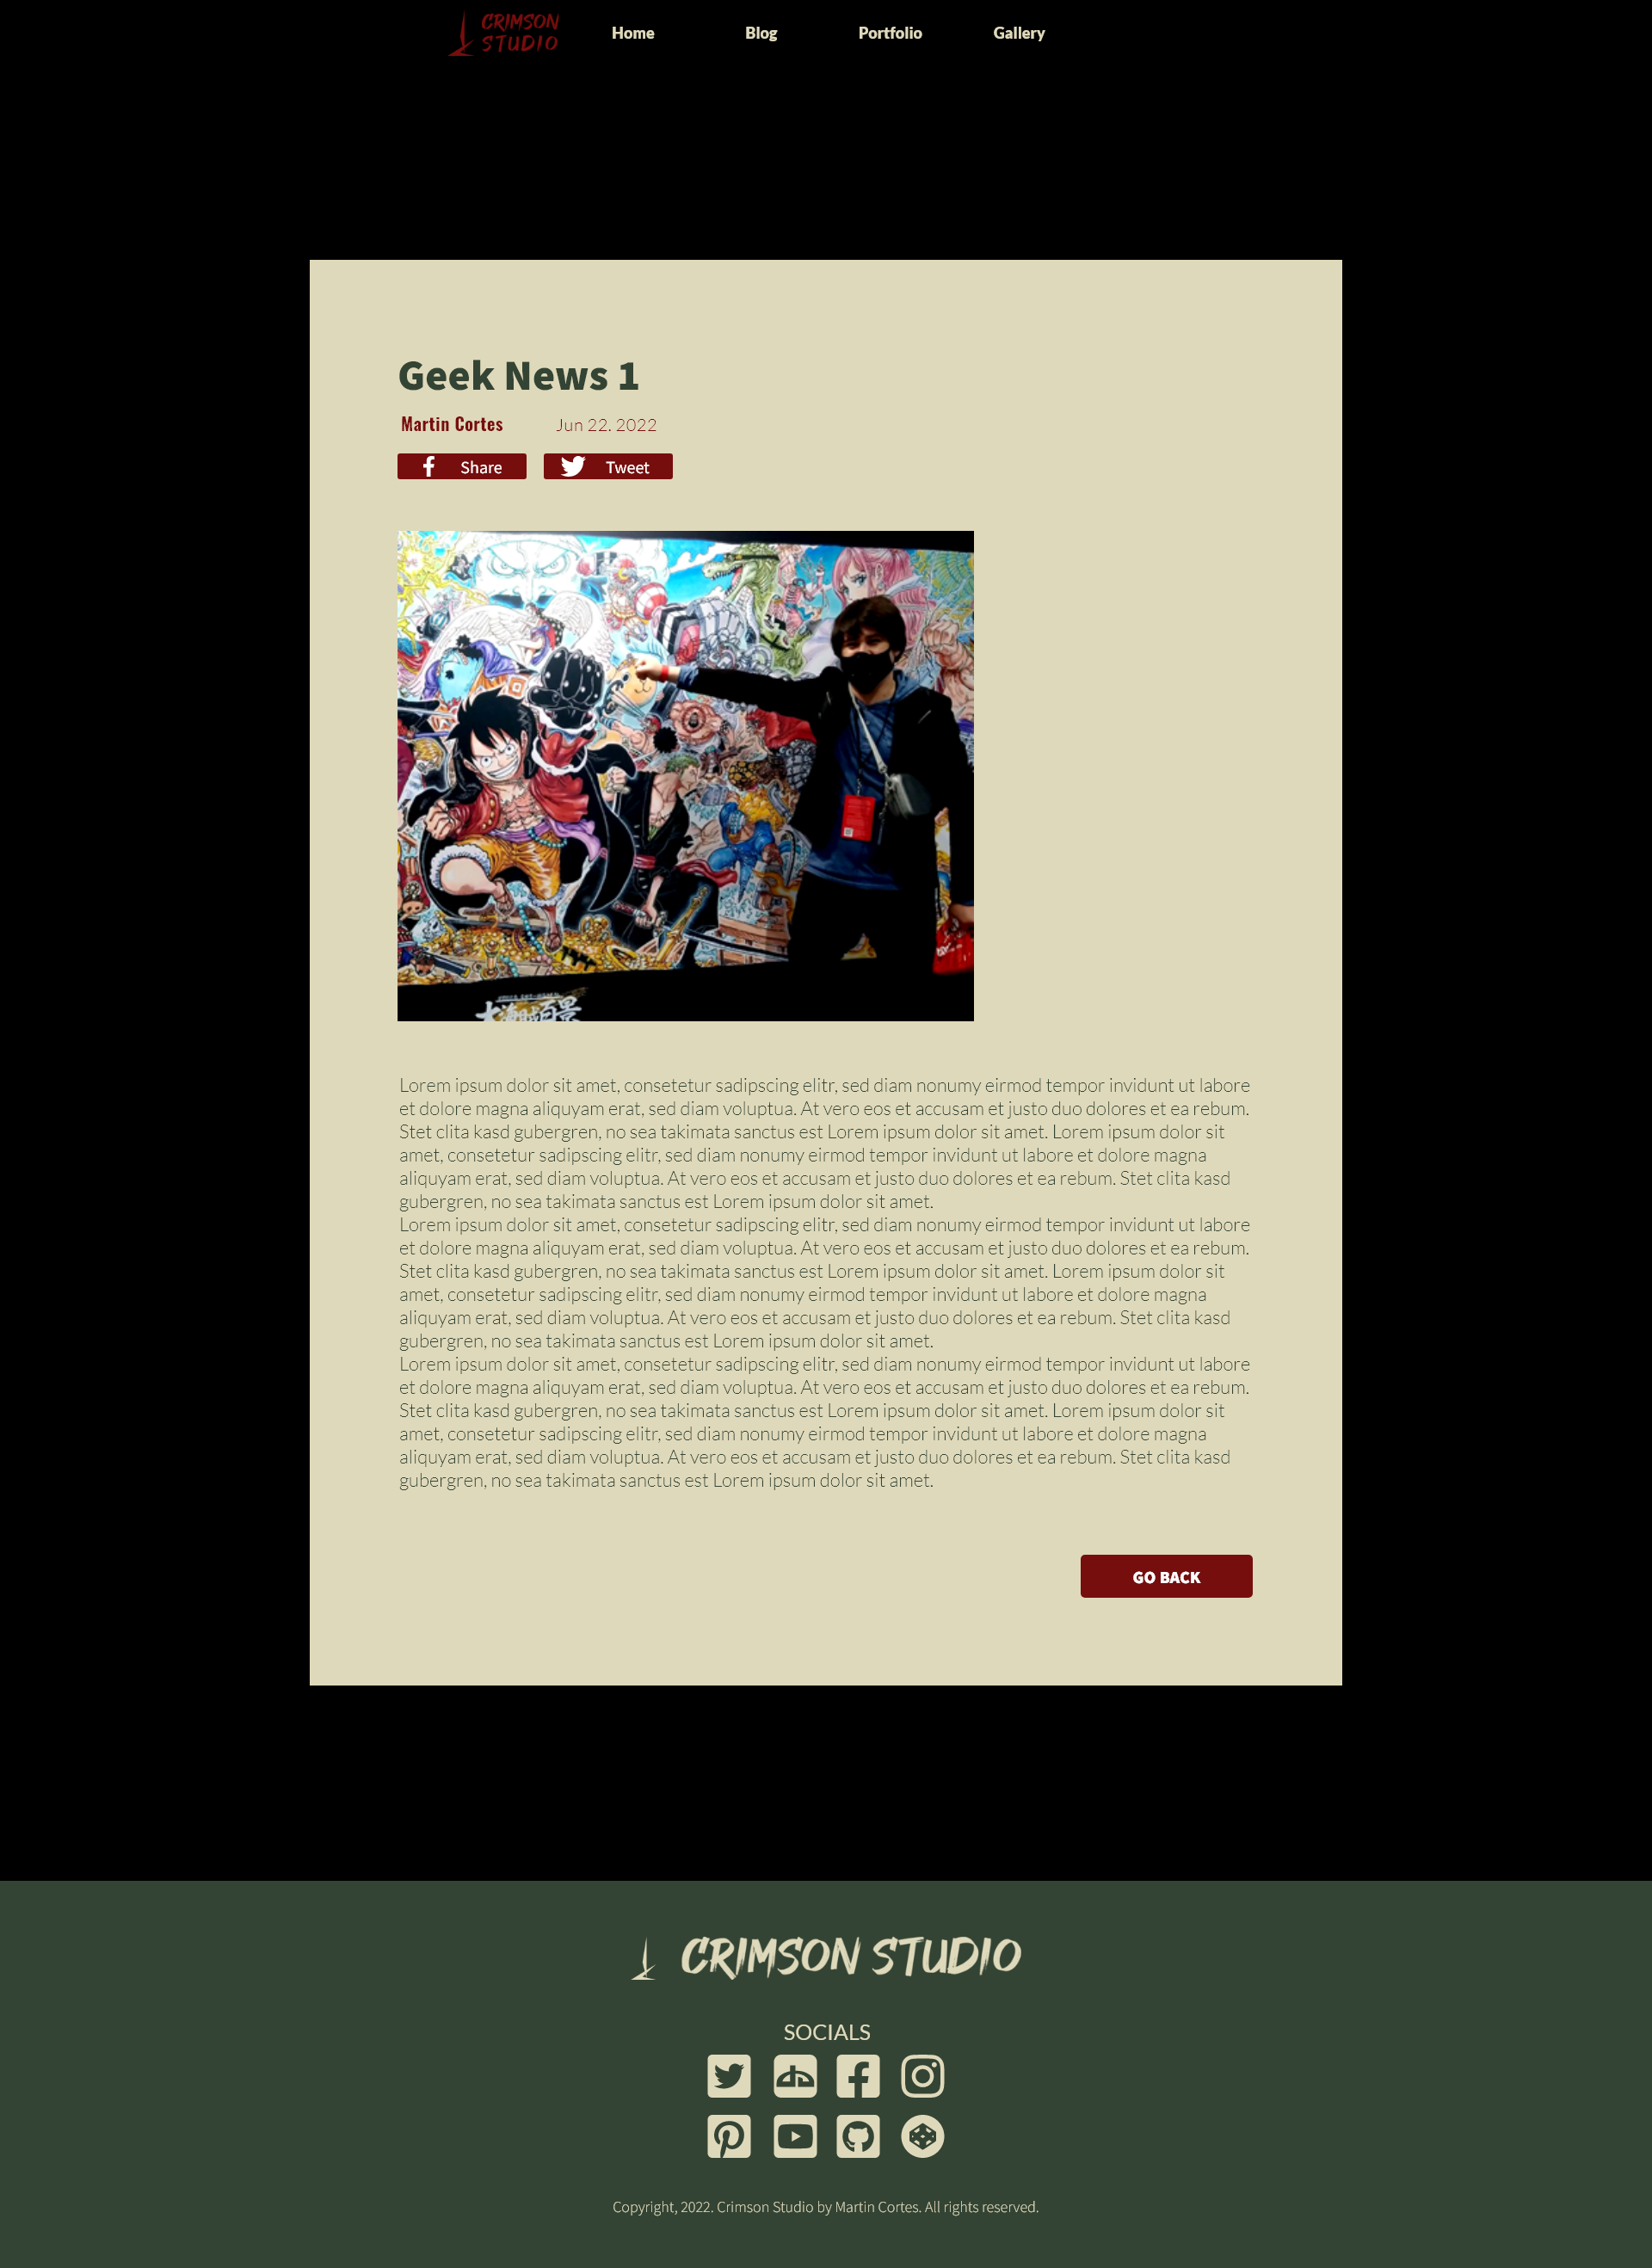 CRIMSON
STUDIO
Home Blog Portfolio Gallery
Geek News 1
Martin Cortes Jun 22. 2022
Share Tweet
Lorem ipsum dolor sit amet, consetetur sadipscing elitr, sed diam nonumy eirmod tempor invidunt ut labore
et dolore magna aliquyam erat, sed diam voluptua. At vero eos et accusam et justo duo dolores et ea rebum.
Stet clita kasd gubergren, no sea takimata sanctus est Lorem ipsum dolor sit amet. Lorem ipsum dolor sit
amet, consetetur sadipscing elitr, sed diam nonumy eirmod tempor invidunt ut labore et dolore magna
aliquyam erat, sed diam voluptua. At vero eos et accusam et justo duo dolores et ea rebum. Stet clita kasd
gubergren, no sea takimata sanctus est Lorem ipsum dolor sit amet.
Lorem ipsum dolor sit amet, consetetur sadipscing elitr, sed diam nonumy eirmod tempor invidunt ut labore
et dolore magna aliquyam erat, sed diam voluptua. At vero eos et accusam et justo duo dolores et ea rebum.
Stet clita kasd gubergren, no sea takimata sanctus est Lorem ipsum dolor sit amet. Lorem ipsum dolor sit
amet, consetetur sadipscing elitr, sed diam nonumy eirmod tempor invidunt ut labore et dolore magna
aliquyam erat, sed diam voluptua. At vero eos et accusam et justo duo dolores et ea rebum. Stet clita kasd
gubergren, no sea takimata sanctus est Lorem ipsum dolor sit amet.
Lorem ipsum dolor sit amet, consetetur sadipscing elitr, sed diam nonumy eirmod tempor invidunt ut labore
et dolore magna aliquyam erat, sed diam voluptua. At vero eos et accusam et justo duo dolores et ea rebum.
Stet clita kasd gubergren, no sea takimata sanctus est Lorem ipsum dolor sit amet. Lorem ipsum dolor sit
amet, consetetur sadipscing elitr, sed diam nonumy eirmod tempor invidunt ut labore et dolore magna
aliquyam erat, sed diam voluptua. At vero eos et accusam et justo duo dolores et ea rebum. Stet clita kasd
gubergren, no sea takimata sanctus est Lorem ipsum dolor sit amet.
GO BACK
CRIMSON STUDIO
SOCIALS
Copyright, 2022. Crimson Studio by Martin Cortes. All rights reserved.